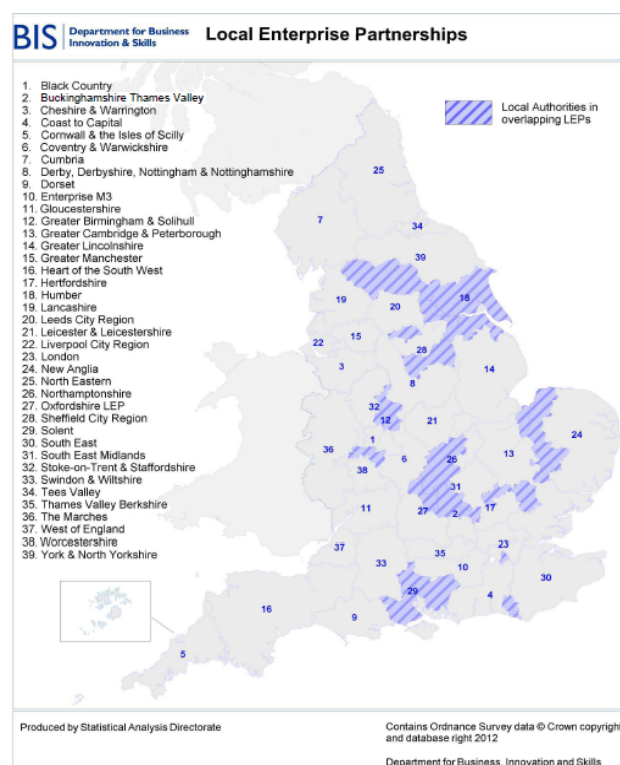 BIS Department for Business
Innovation & Skills
Local Enterprise Partnerships
1. Black Country
2. Buckinghamshire Thames Valley
3. Cheshire & Warrington
4. Coast to Capital
5. Cornwall & the Isles of Scilly
6. Coventry & Warwickshire
7. Cumbria
8. Derby, Derbyshire, Nottingham & Nottinghamshire
9. Dorset
10. Enterprise M3
11. Gloucestershire
12. Greater Birmingham & Solihull
13. Greater Cambridge & Peterborough
14. Greater Lincolnshire
15. Greater Manchester
16. Heart of the South West
17. Hertfordshire
18. Humber
19. Lancashire
20. Leeds City Region
21. Leicester & Leicestershire
22. Liverpool City Region
23. London
24. New Anglia
25. North Eastern
26. Northamptonshire
27. Oxfordshire LEP
28. Sheffield City Region
29. Solent
30. South East
31. South East Midlands
32. Stoke-on-Trent & Staffordshire
33. Swindon & Wiltshire
34. Tees Valley
35. Thames Valley Berkshire
36. The Marches
37. West of England
38. Worcestershire
39. York & North Yorkshire
Local Authorities in
overlapping LEPs
25
7
34
39
19
20
18
22
15
28
3
14
8
32
12
21
24
1
36
38
6
26
13
31
11
27
2
17
37
23
35
33
10
30
29
4
16
9
5
Produced by Statistical Analysis Directorate
Contains Ordnance Survey data © Crown copyright
and database right 2012
Department for Business, Innovation and Skills